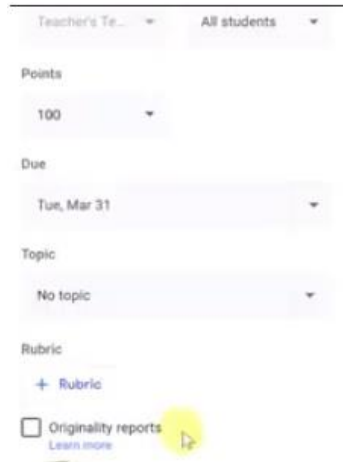 Teacher's Te... All students
Points
100
Due
Tue, Mar 31
Topic
No topic
Rubric
+ Rubric
Originality reports
Learn more